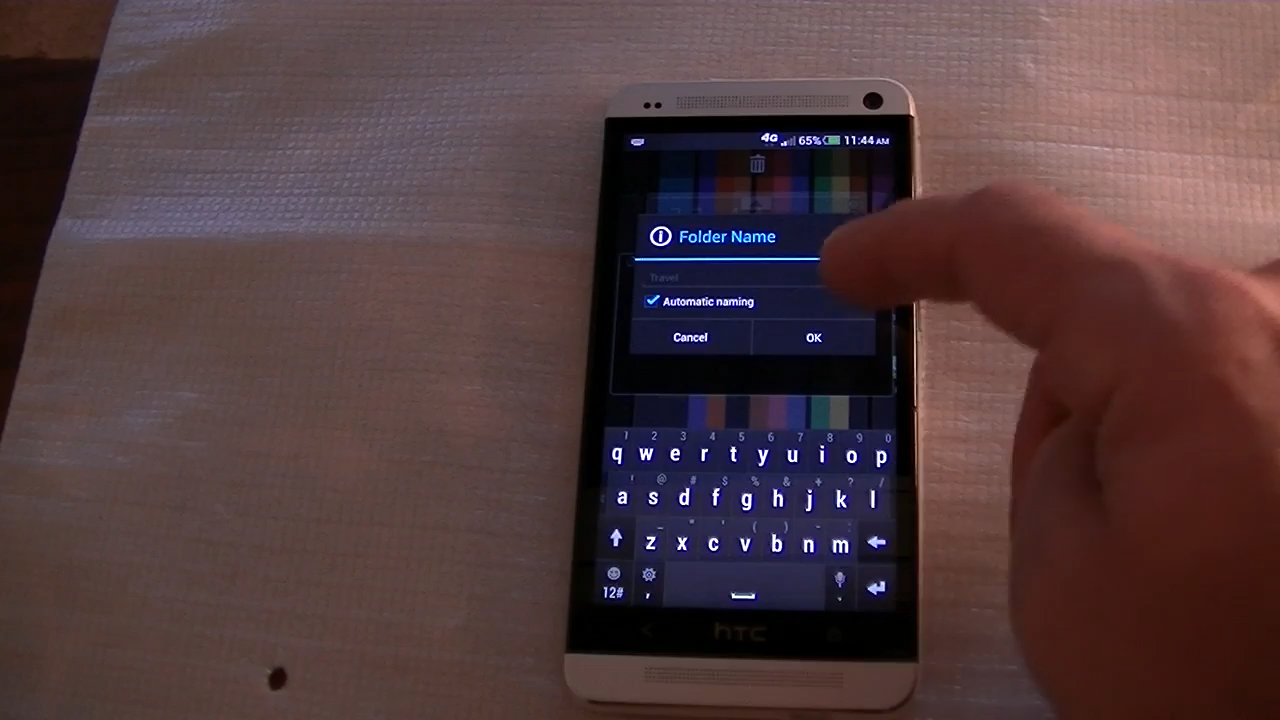 4G 65% 11:44 AM
Folder Name
Travel
Automatic naming
Cancel OK
1 2 3 4 5 6 7 8 9 0
q w e r t y u i o p
' @ # $ % & + ? /
a s d f g h j k l
_ " ' ( ) - :
z x c v b n m
12# , .
hTC